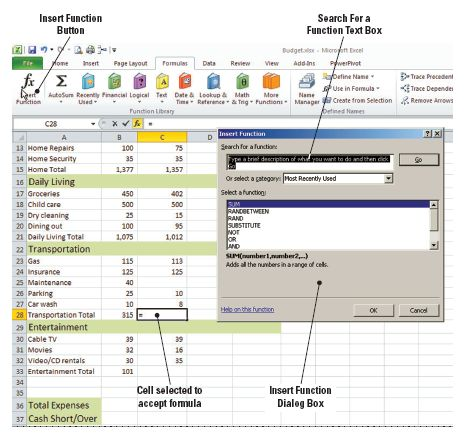 Insert Function
Button
Search For a
Function Text Box
Budget.xlsx - Microsoft Excel
File Home Insert Page Layout Formulas Data Review View Add-Ins PowerPivot
fx Insert Function
AutoSum
Recently Used
Financial
Logical
Text
Date & Time
Lookup & Reference
Math & Trig
More Functions
Name Manager
Define Name
Use in Formula
Create from Selection
Trace Precedent
Trace Depende
Remove Arrows
Function Library
Defined Names
C28 fx =
A B C D
13 Home Repairs 100 75
14 Home Security 35 35
15 Home Total 1,377 1,357
16 Daily Living
17 Groceries 450 402
18 Child care 500 500
19 Dry cleaning 25 15
20 Dining out 100 95
21 Daily Living Total 1,075 1,012
22 Transportation
23 Gas 115 113
24 Insurance 125 125
25 Maintenance 40
26 Parking 25 10
27 Car wash 10 8
28 Transportation Total 315 =
29 Entertainment
30 Cable TV 39 39
31 Movies 32 16
32 Video/CD rentals 30 35
33 Entertainment Total 101
34
35
36 Total Expenses
37 Cash Short/Over
Insert Function
Search for a function:
Type a brief description of what you want to do and then click
Go
Go
Or select a category: Most Recently Used
Select a function:
SUM
RANDBETWEEN
RAND
SUBSTITUTE
NOT
OR
AND
SUM(number1,number2,...)
Adds all the numbers in a range of cells.
Help on this function
OK Cancel
Cell selected to
accept formula
Insert Function
Dialog Box